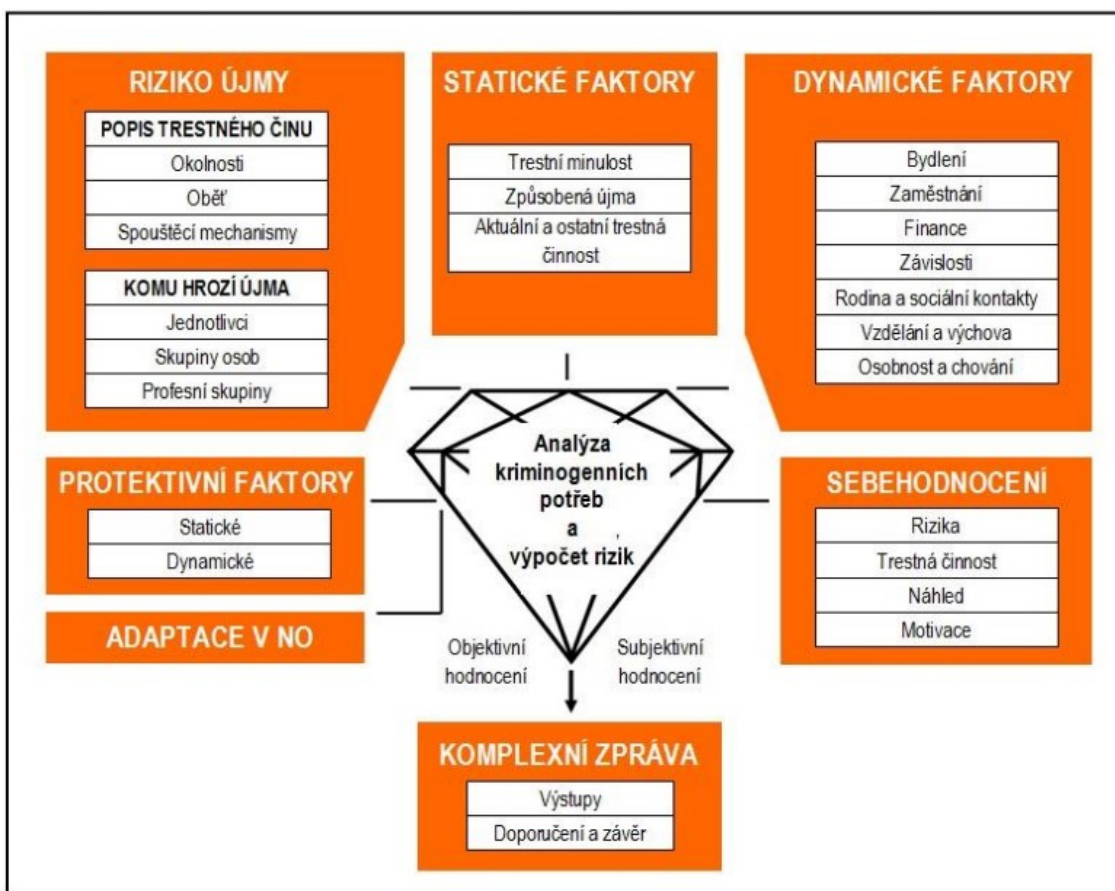 RIZIKO ÚJMY
POPIS TRESTNÉHO ČINU
Okolnosti
Oběť
Spouštěcí mechanismy
KOMU HROZÍ ÚJMA
Jednotlivci
Skupiny osob
Profesní skupiny
STATICKÉ FAKTORY
Trestní minulost
Způsobená újma
Aktuální a ostatní trestná
činnost
DYNAMICKÉ FAKTORY
Bydlení
Zaměstnání
Finance
Závislosti
Rodina a sociální kontakty
Vzdělání a výchova
Osobnost a chování
PROTEKTIVNÍ FAKTORY
Statické
Dynamické
ADAPTACE V NO
Analýza
kriminogenních
potřeb
a
výpočet rizik
SEBEHODNOCENÍ
Rizika
Trestná činnost
Náhled
Motivace
Objektivní
hodnocení
Subjektivní
hodnocení
KOMPLEXNÍ ZPRÁVA
Výstupy
Doporučení a závěr